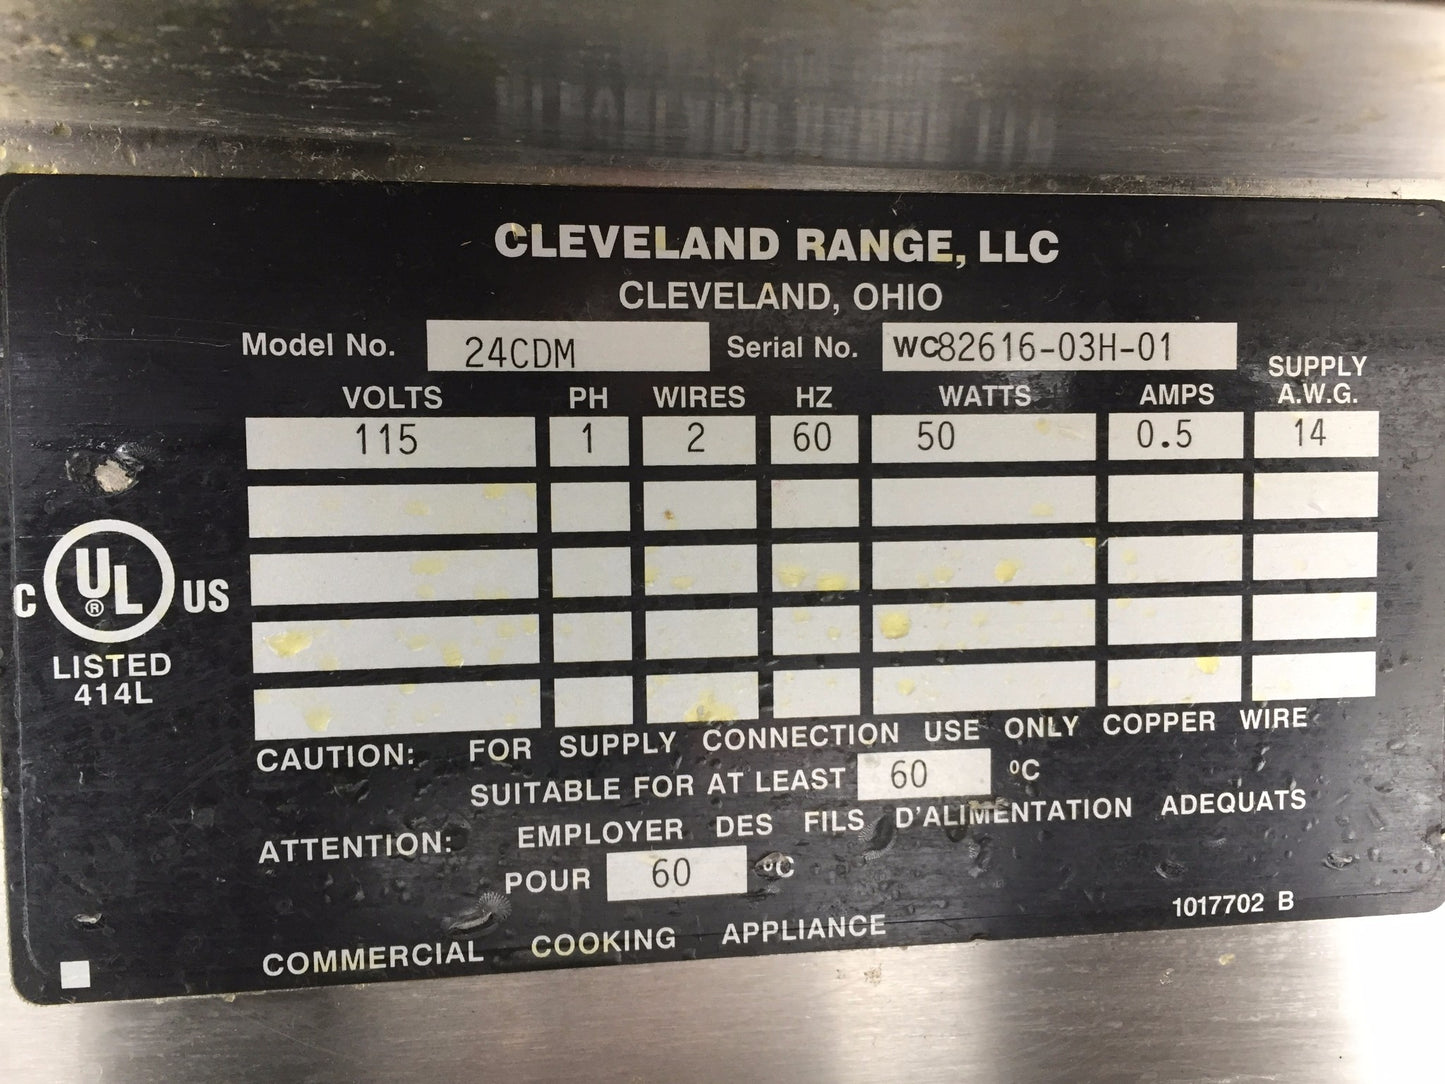 CLEVELAND RANGE, LLC
CLEVELAND, OHIO
Model No. 24CDM Serial No. WC82616-03H-01
VOLTS PH WIRES HZ WATTS AMPS SUPPLY A.W.G.
115 1 2 60 50 0.5 14
C UL ® US
LISTED
414L
CAUTION: FOR SUPPLY CONNECTION USE ONLY COPPER WIRE
SUITABLE FOR AT LEAST 60 ºC
ATTENTION: EMPLOYER DES FILS D'ALIMENTATION ADEQUATS
POUR 60 ºC
1017702 B
COMMERCIAL COOKING APPLIANCE